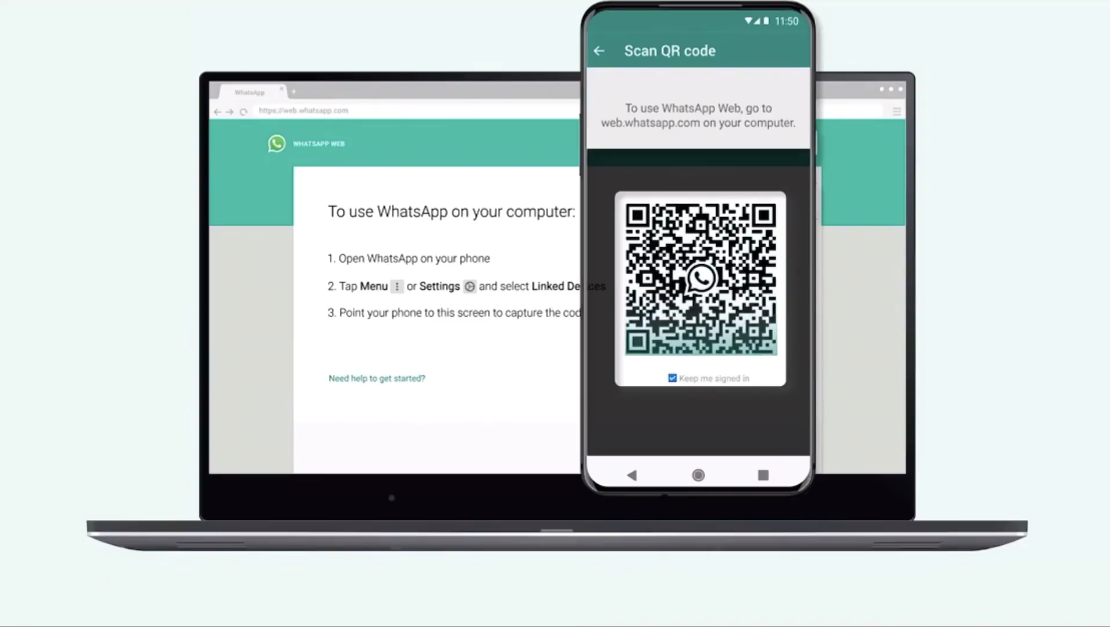 11:50
Scan QR code
To use WhatsApp Web, go to
web.whatsapp.com on your computer.
WhatsApp
https://web.whatsapp.com
WHATSAPP WEB
To use WhatsApp on your computer:
1. Open WhatsApp on your phone
2. Tap Menu or Settings and select Linked Devices
3. Point your phone to this screen to capture the cod
Need help to get started?
Keep me signed in